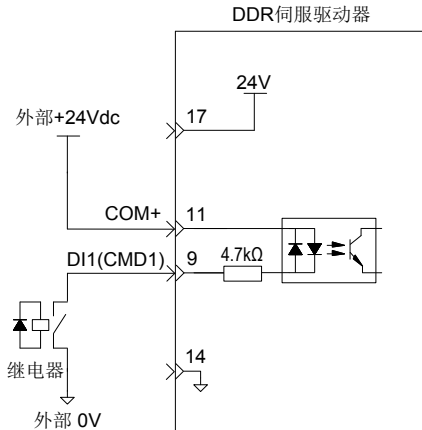 DDR伺服驱动器
24V
17
外部+24Vdc
COM+
11
DI1(CMD1)
9
4.7kΩ
14
继电器
外部 0V